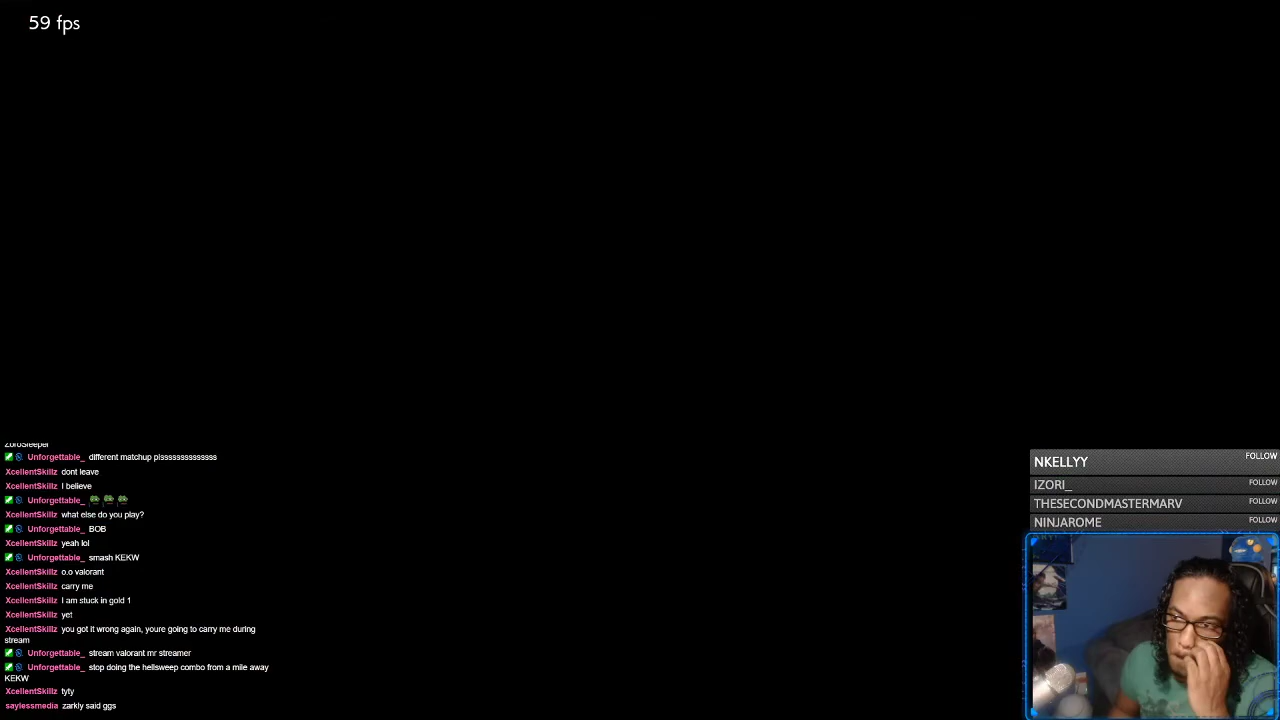 59 fps
ZoroSleeper
Unforgettable_ different matchup plssssssssssssss
XcellentSkillz dont leave
XcellentSkillz I believe
Unforgettable_
XcellentSkillz what else do you play?
Unforgettable_ BOB
XcellentSkillz yeah lol
Unforgettable_ smash KEKW
XcellentSkillz o.o valorant
XcellentSkillz carry me
XcellentSkillz I am stuck in gold 1
XcellentSkillz yet
XcellentSkillz you got it wrong again, youre going to carry me during
stream
Unforgettable_ stream valorant mr streamer
Unforgettable_ stop doing the hellsweep combo from a mile away
KEKW
XcellentSkillz tyty
saylessmedia zarkly said ggs
NKELLYY FOLLOW
IZORI_ FOLLOW
THESECONDMASTERMARV FOLLOW
NINJAROME FOLLOW